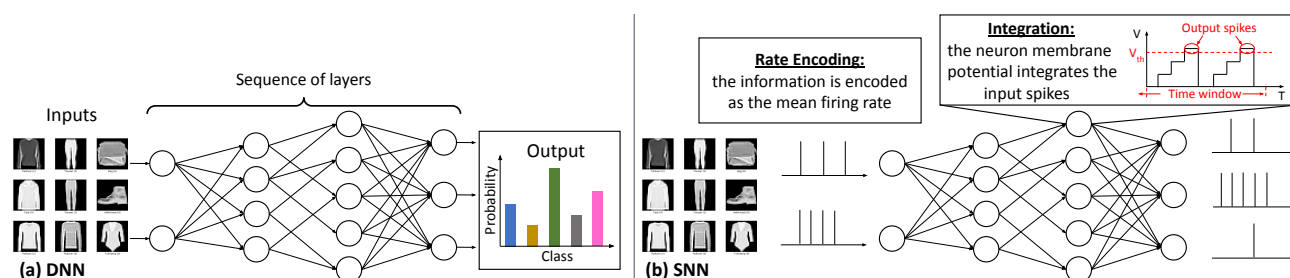 Sequence of layers
Inputs
Output
Probability
Class
(a) DNN
Rate Encoding:
the information is encoded
as the mean firing rate
Integration:
the neuron membrane
potential integrates the
input spikes
V
Output spikes
Vth
Time window
T
(b) SNN